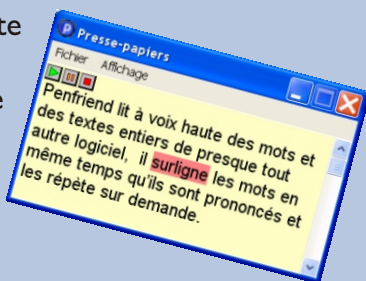 te
e
Presse-papiers
Fichier Affichage
Penfriend lit à voix haute des mots et
des textes entiers de presque tout
autre logiciel, il surligne les mots en
même temps qu'ils sont prononcés et
les répète sur demande.